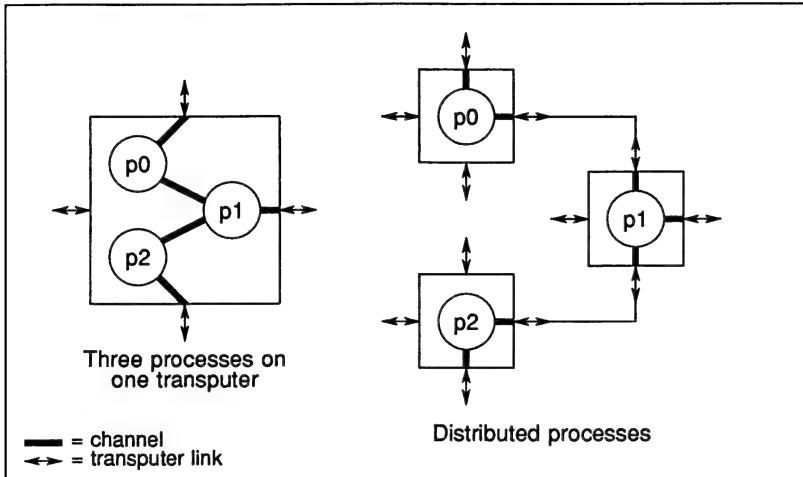 p0
p1
p2
Three processes on
one transputer
p0
p1
p2
Distributed processes
= channel
= transputer link